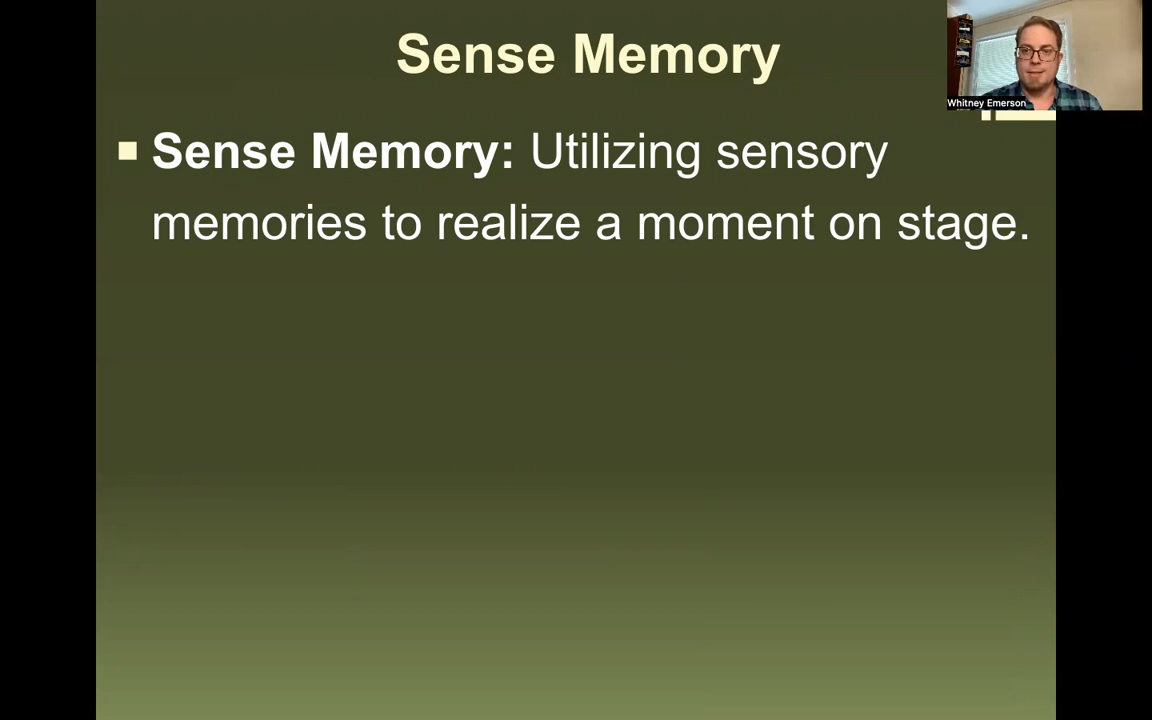 Sense Memory
Whitney Emerson
▪ Sense Memory: Utilizing sensory
memories to realize a moment on stage.